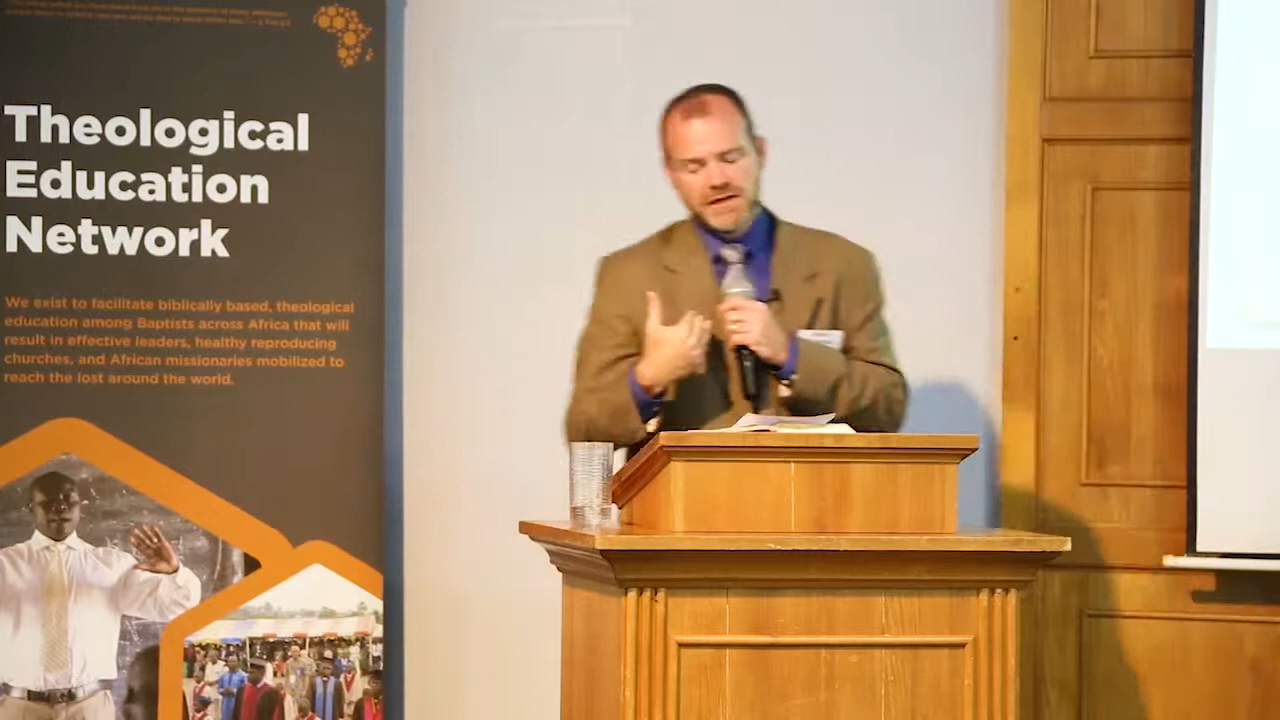 Theological
Education
Network
We exist to facilitate biblically based, theological
education among Baptists across Africa that will
result in effective leaders, healthy reproducing
churches, and African missionaries mobilized to
reach the lost around the world.